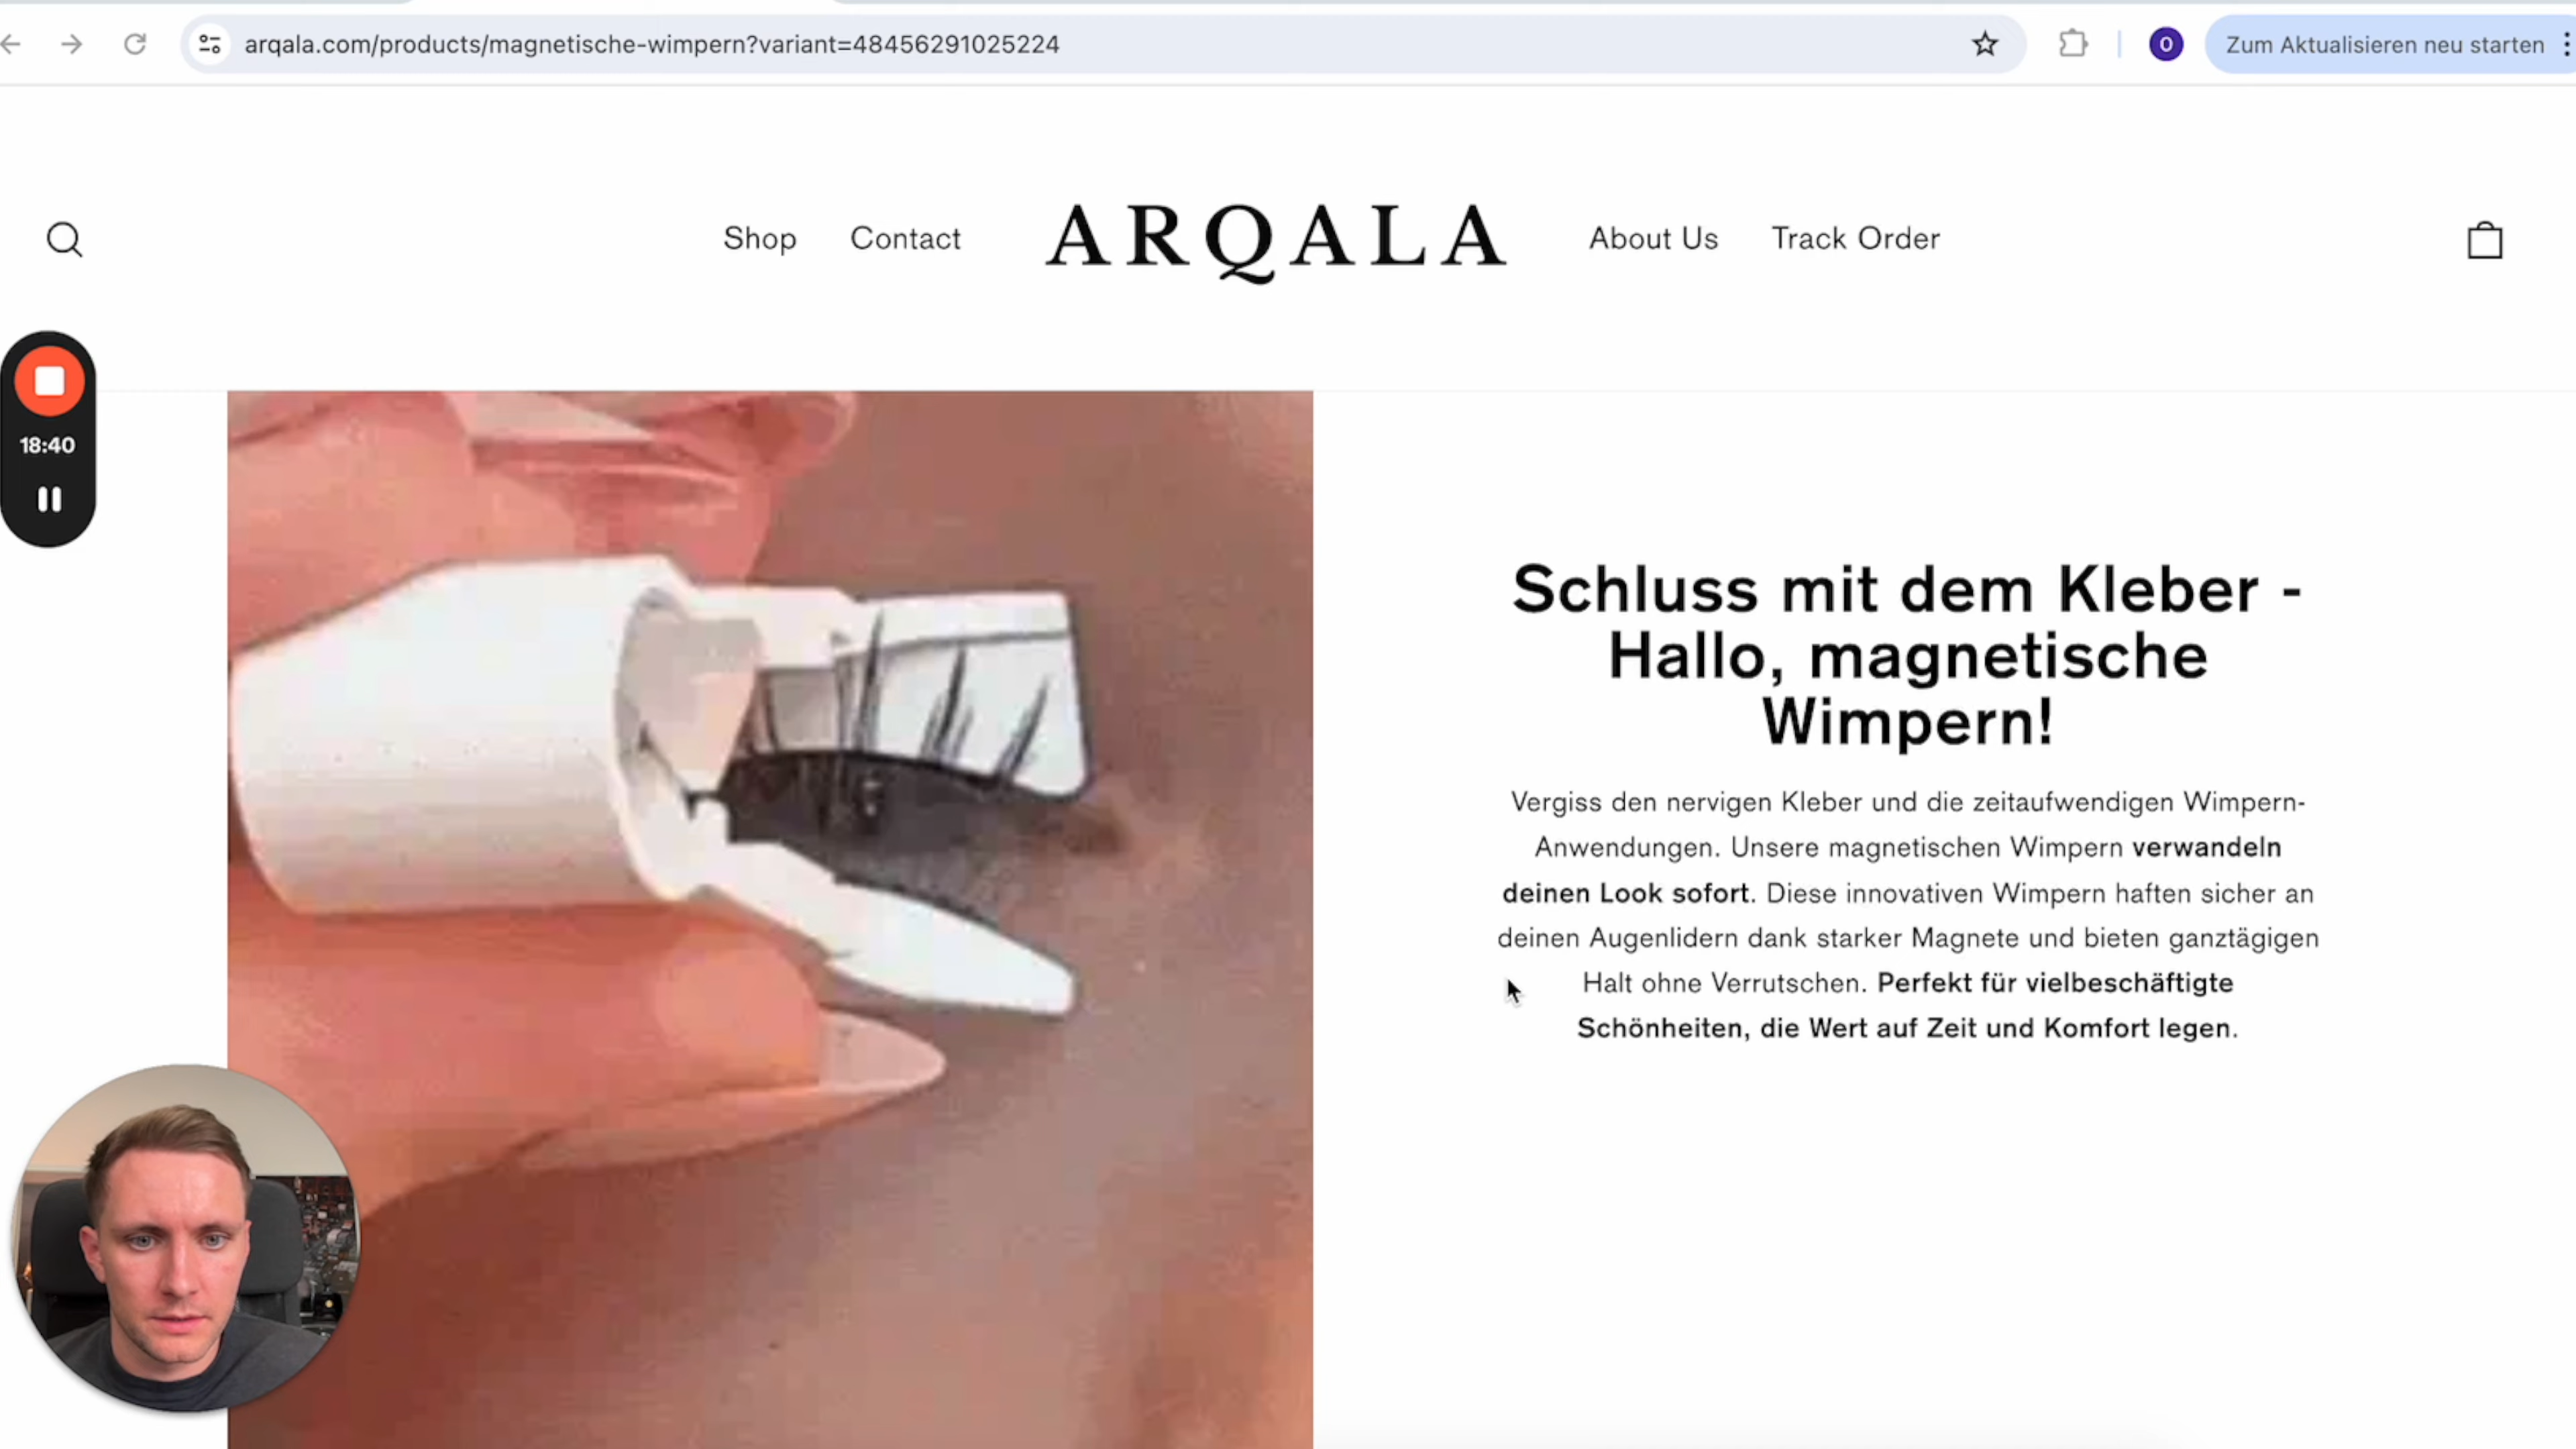 arqala.com/products/magnetische-wimpern?variant=48456291025224
O
Zum Aktualisieren neu starten
Shop
Contact
ARQALA
About Us
Track Order
18:40
Schluss mit dem Kleber -
Hallo, magnetische
Wimpern!
Vergiss den nervigen Kleber und die zeitaufwendigen Wimpern-
Anwendungen. Unsere magnetischen Wimpern verwandeln
deinen Look sofort. Diese innovativen Wimpern haften sicher an
deinen Augenlidern dank starker Magnete und bieten ganztägigen
Halt ohne Verrutschen. Perfekt für vielbeschäftigte
Schönheiten, die Wert auf Zeit und Komfort legen.